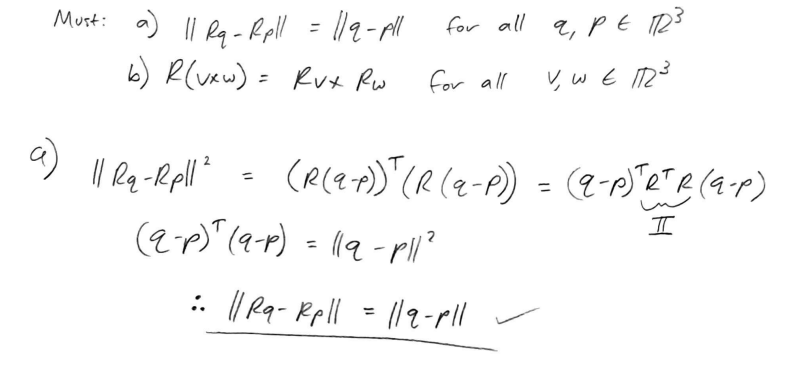 Must: a) || Rq - Rp|| = ||q-p|| for all q, p ∈ ℝ³
b) R(v×w) = Rv× Rw for all v, w ∈ ℝ³
a) || Rq-Rp|| ² = (R(q-p))ᵀ(R (q-p)) = (q-p)ᵀRᵀR(q-p)
𝕀
(q-p)ᵀ(q-p) = ||q - p||²
∴ ||Rq- Rp|| = ||q-p|| ✓